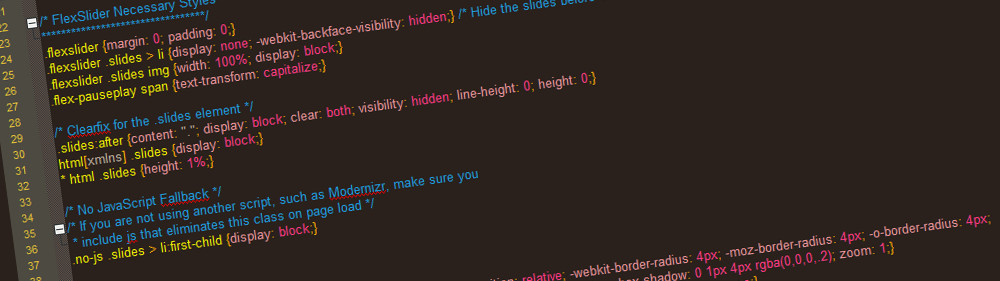 21
22 /* FlexSlider Necessary Styles
23 *********************************/
24 .flexslider {margin: 0; padding: 0;}
25 .flexslider .slides > li {display: none; -webkit-backface-visibility: hidden;} /* Hide the slides before
26 .flexslider .slides img {width: 100%; display: block;}
27 .flex-pauseplay span {text-transform: capitalize;}
28
29 /* Clearfix for the .slides element */
30 .slides:after {content: "."; display: block; clear: both; visibility: hidden; line-height: 0; height: 0;}
31 html[xmlns] .slides {display: block;}
32 * html .slides {height: 1%;}
33
34 /* No JavaScript Fallback */
35 /* If you are not using another script, such as Modernizr, make sure you
36 * include js that eliminates this class on page load */
37 .no-js .slides > li:first-child {display: block;}
38
relative; -webkit-border-radius: 4px; -moz-border-radius: 4px; -o-border-radius: 4px;
shadow: 0 1px 4px rgba(0,0,0,.2); zoom: 1;}